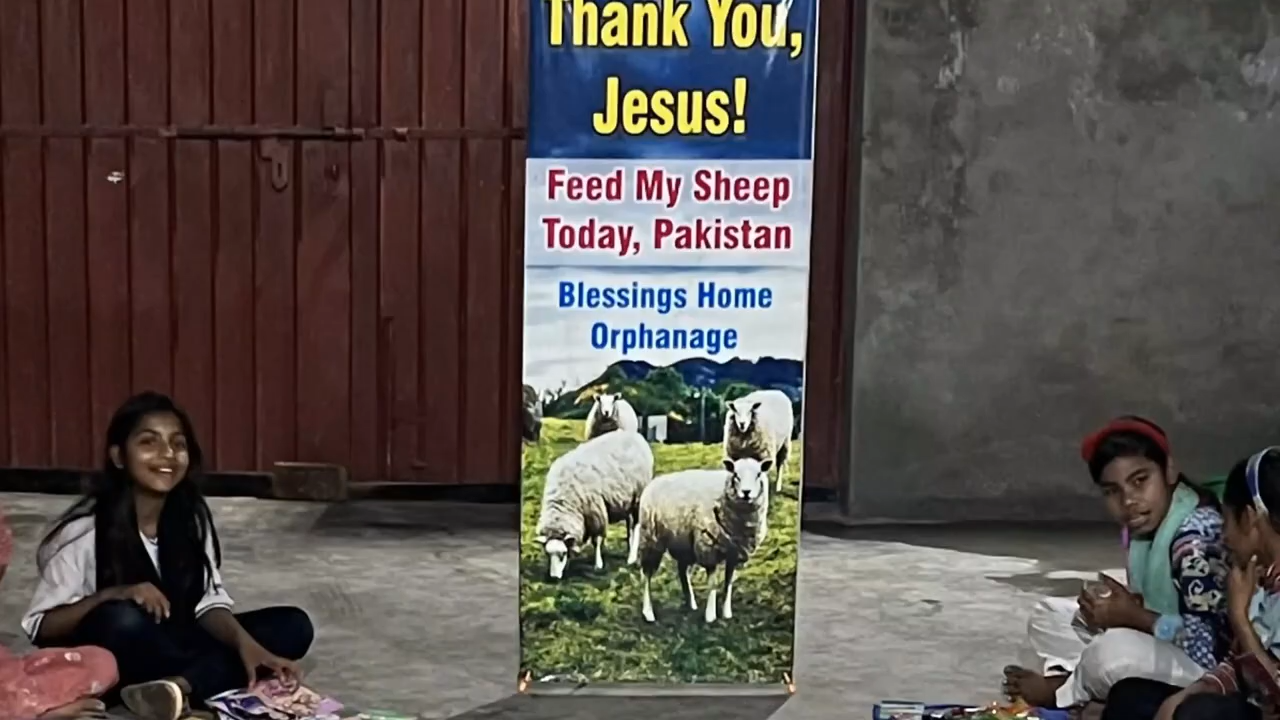 Thank You,
Jesus!
Feed My Sheep
Today, Pakistan
Blessings Home
Orphanage